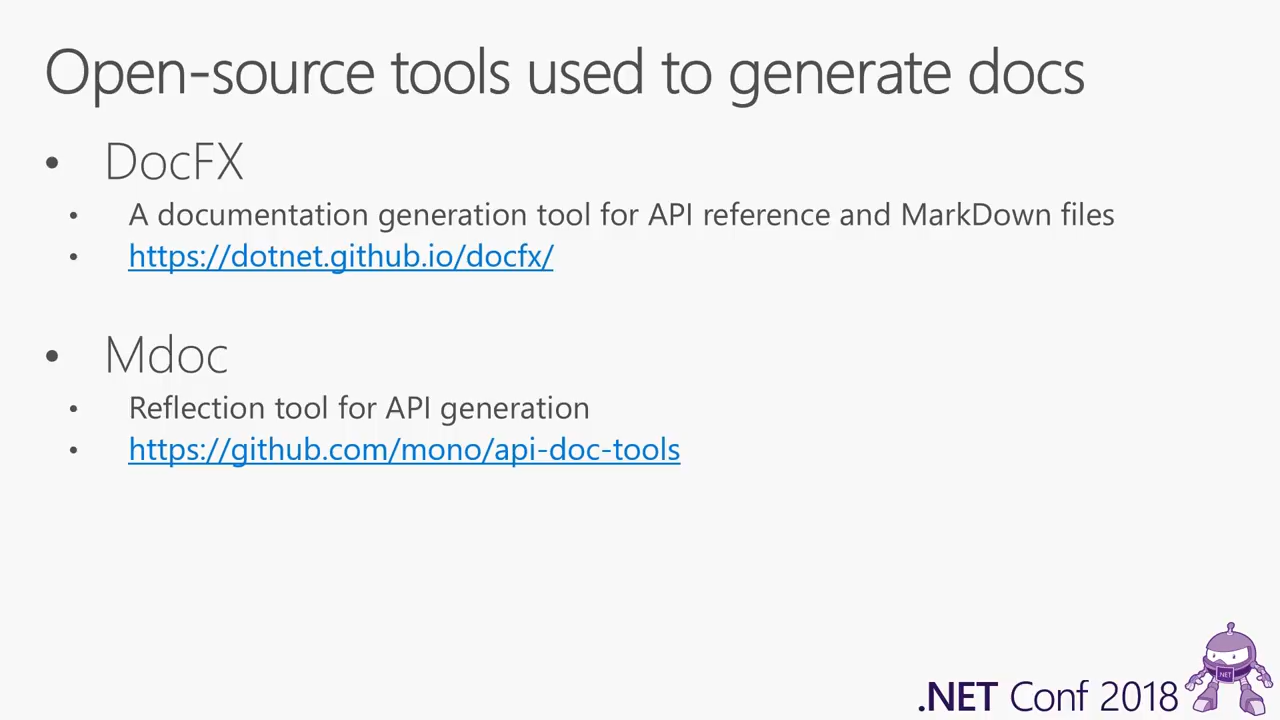 Open-source tools used to generate docs
• DocFX
• A documentation generation tool for API reference and MarkDown files
• https://dotnet.github.io/docfx/
• Mdoc
• Reflection tool for API generation
• https://github.com/mono/api-doc-tools
.NET Conf 2018
.NET